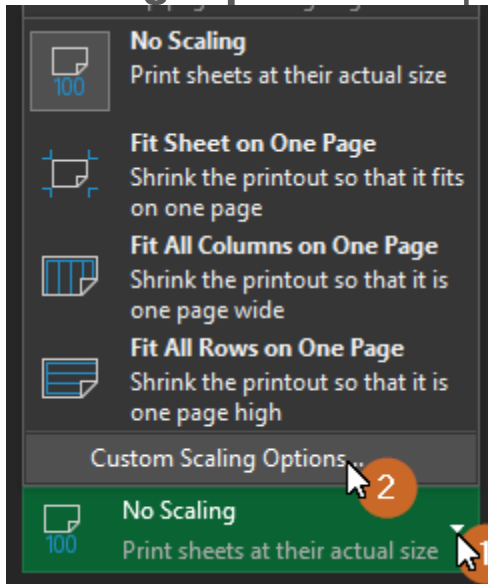 No Scaling
100
Print sheets at their actual size
Fit Sheet on One Page
Shrink the printout so that it fits
on one page
Fit All Columns on One Page
Shrink the printout so that it is
one page wide
Fit All Rows on One Page
Shrink the printout so that it is
one page high
Custom Scaling Options...
2
No Scaling
100
Print sheets at their actual size
1